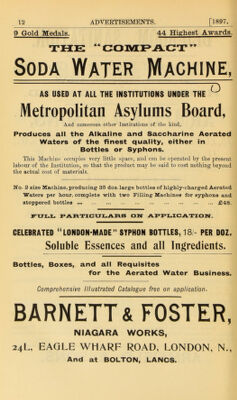 12 ADVERTISEMENTS. [1897.
9 Gold Medals. 44 Highest Awards.
THE "COMPACT"
SODA WATER MACHINE,
AS USED AT ALL THE INSTITUTIONS UNDER THE
Metropolitan Asylums Board,
And numerous other Institutions of the kind,
Produces all the Alkaline and Saccharine Aerated
Waters of the finest quality, either in
Bottles or Syphons.
This Machine occupies very little space, and can be operated by the present
labour of the Institution, so that the product may be said to cost nothing beyond
the actual cost of materials.
No. 2 size Machine, producing 35 doz. large bottles of highly-charged Aerated
Waters per hour, complete with two Filling Machines for syphons and
stoppered bottles ... ... ... ... ... ... ... £48.
FULL PARTICULARS ON APPLICATION.
CELEBRATED "LONDON-MADE" SYPHON BOTTLES, 18/- PER DOZ.
Soluble Essences and all Ingredients.
Bottles, Boxes, and all Requisites
for the Aerated Water Business.
Comprehensive Illustrated Catalogue free on application.
BARNETT & FOSTER,
NIAGARA WORKS,
24L, EAGLE WHARF ROAD, LONDON, N.,
And at BOLTON, LANCS.